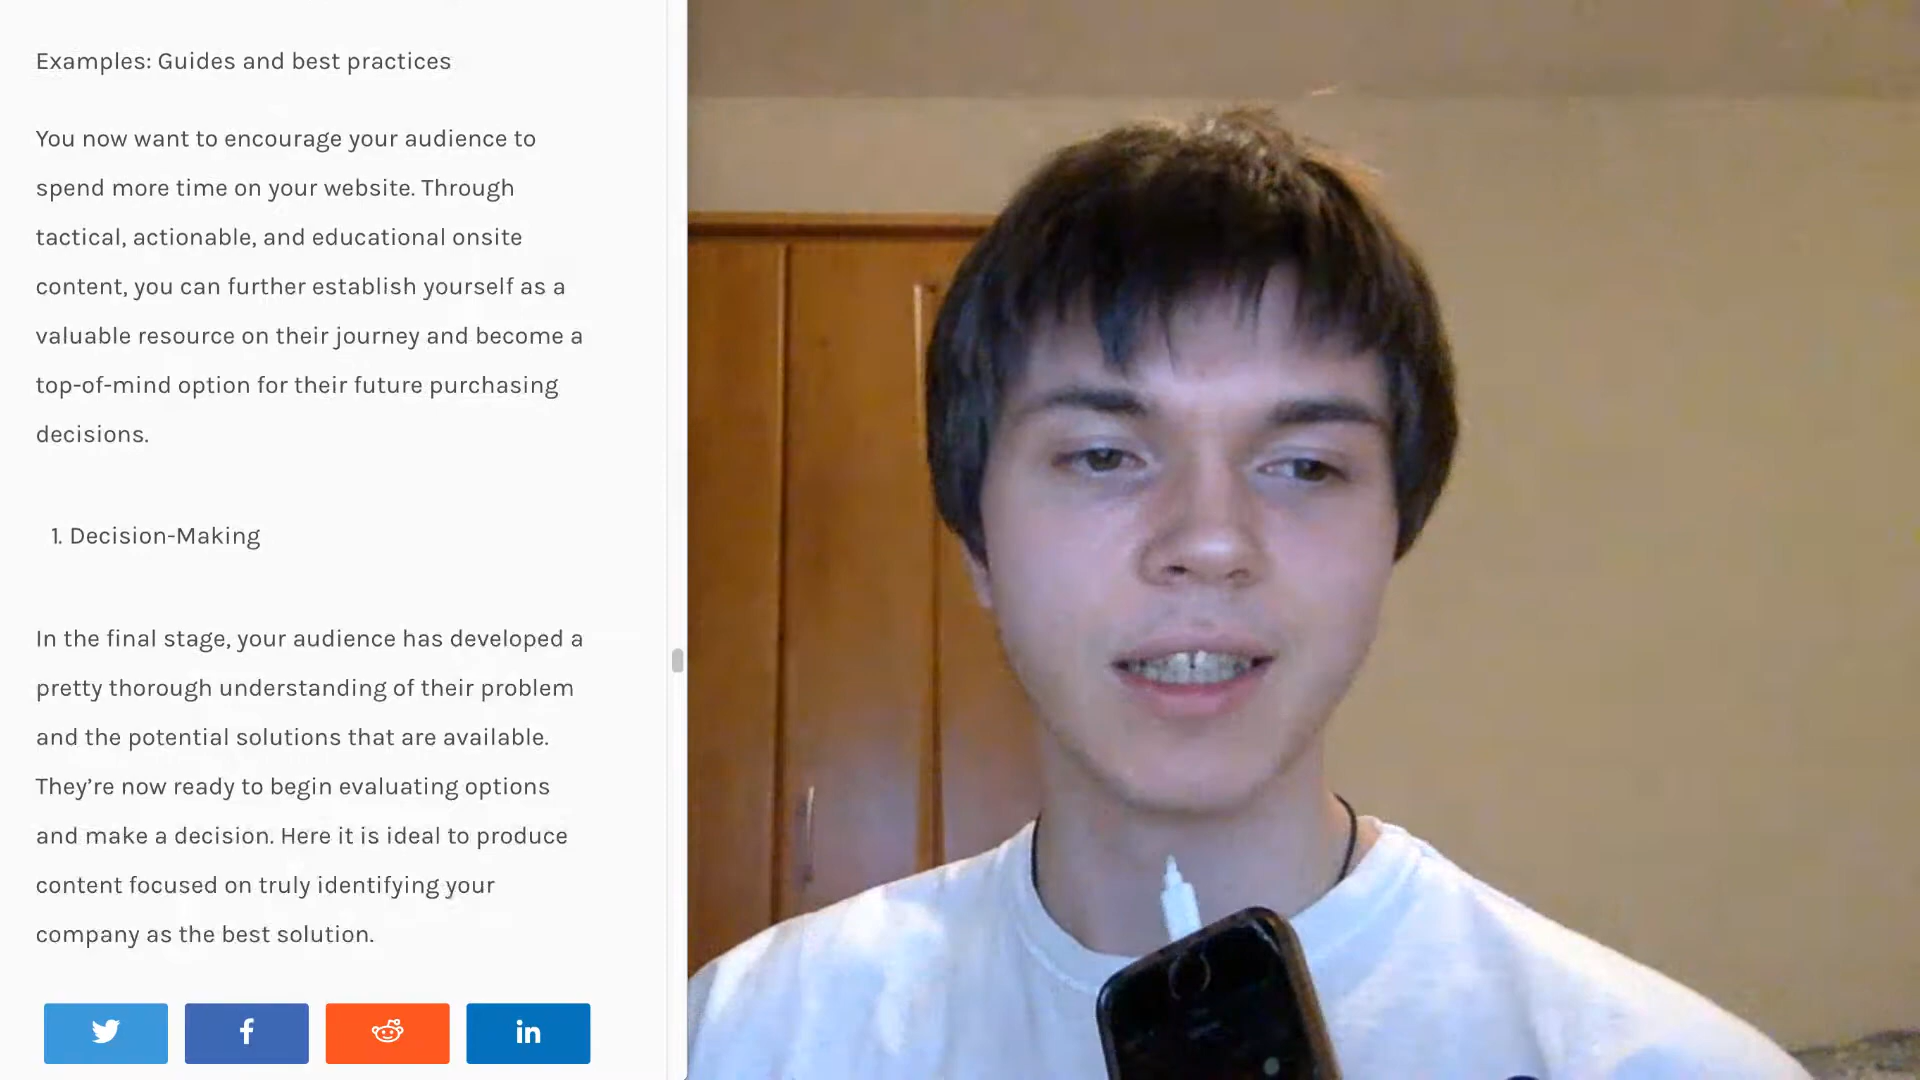 Examples: Guides and best practices
You now want to encourage your audience to
spend more time on your website. Through
tactical, actionable, and educational onsite
content, you can further establish yourself as a
valuable resource on their journey and become a
top-of-mind option for their future purchasing
decisions.
1. Decision-Making
In the final stage, your audience has developed a
pretty thorough understanding of their problem
and the potential solutions that are available.
They’re now ready to begin evaluating options
and make a decision. Here it is ideal to produce
content focused on truly identifying your
company as the best solution.